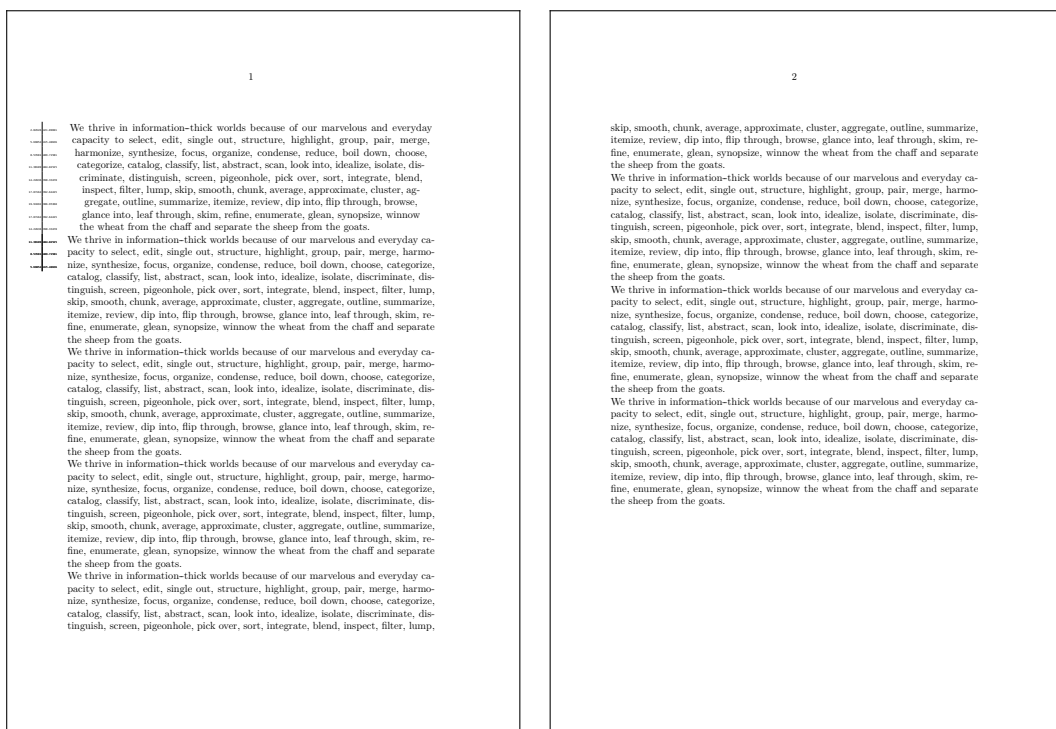 1
We thrive in information-thick worlds because of our marvelous and everyday
capacity to select, edit, single out, structure, highlight, group, pair, merge,
harmonize, synthesize, focus, organize, condense, reduce, boil down, choose,
categorize, catalog, classify, list, abstract, scan, look into, idealize, isolate, dis-
criminate, distinguish, screen, pigeonhole, pick over, sort, integrate, blend,
inspect, filter, lump, skip, smooth, chunk, average, approximate, cluster, ag-
gregate, outline, summarize, itemize, review, dip into, flip through, browse,
glance into, leaf through, skim, refine, enumerate, glean, synopsize, winnow
the wheat from the chaff and separate the sheep from the goats.
We thrive in information-thick worlds because of our marvelous and everyday ca-
pacity to select, edit, single out, structure, highlight, group, pair, merge, harmo-
nize, synthesize, focus, organize, condense, reduce, boil down, choose, categorize,
catalog, classify, list, abstract, scan, look into, idealize, isolate, discriminate, dis-
tinguish, screen, pigeonhole, pick over, sort, integrate, blend, inspect, filter, lump,
skip, smooth, chunk, average, approximate, cluster, aggregate, outline, summarize,
itemize, review, dip into, flip through, browse, glance into, leaf through, skim, re-
fine, enumerate, glean, synopsize, winnow the wheat from the chaff and separate
the sheep from the goats.
We thrive in information-thick worlds because of our marvelous and everyday ca-
pacity to select, edit, single out, structure, highlight, group, pair, merge, harmo-
nize, synthesize, focus, organize, condense, reduce, boil down, choose, categorize,
catalog, classify, list, abstract, scan, look into, idealize, isolate, discriminate, dis-
tinguish, screen, pigeonhole, pick over, sort, integrate, blend, inspect, filter, lump,
skip, smooth, chunk, average, approximate, cluster, aggregate, outline, summarize,
itemize, review, dip into, flip through, browse, glance into, leaf through, skim, re-
fine, enumerate, glean, synopsize, winnow the wheat from the chaff and separate
the sheep from the goats.
We thrive in information-thick worlds because of our marvelous and everyday ca-
pacity to select, edit, single out, structure, highlight, group, pair, merge, harmo-
nize, synthesize, focus, organize, condense, reduce, boil down, choose, categorize,
catalog, classify, list, abstract, scan, look into, idealize, isolate, discriminate, dis-
tinguish, screen, pigeonhole, pick over, sort, integrate, blend, inspect, filter, lump,
skip, smooth, chunk, average, approximate, cluster, aggregate, outline, summarize,
itemize, review, dip into, flip through, browse, glance into, leaf through, skim, re-
fine, enumerate, glean, synopsize, winnow the wheat from the chaff and separate
the sheep from the goats.
We thrive in information-thick worlds because of our marvelous and everyday ca-
pacity to select, edit, single out, structure, highlight, group, pair, merge, harmo-
nize, synthesize, focus, organize, condense, reduce, boil down, choose, categorize,
catalog, classify, list, abstract, scan, look into, idealize, isolate, discriminate, dis-
tinguish, screen, pigeonhole, pick over, sort, integrate, blend, inspect, filter, lump,
2
skip, smooth, chunk, average, approximate, cluster, aggregate, outline, summarize,
itemize, review, dip into, flip through, browse, glance into, leaf through, skim, re-
fine, enumerate, glean, synopsize, winnow the wheat from the chaff and separate
the sheep from the goats.
We thrive in information-thick worlds because of our marvelous and everyday ca-
pacity to select, edit, single out, structure, highlight, group, pair, merge, harmo-
nize, synthesize, focus, organize, condense, reduce, boil down, choose, categorize,
catalog, classify, list, abstract, scan, look into, idealize, isolate, discriminate, dis-
tinguish, screen, pigeonhole, pick over, sort, integrate, blend, inspect, filter, lump,
skip, smooth, chunk, average, approximate, cluster, aggregate, outline, summarize,
itemize, review, dip into, flip through, browse, glance into, leaf through, skim, re-
fine, enumerate, glean, synopsize, winnow the wheat from the chaff and separate
the sheep from the goats.
We thrive in information-thick worlds because of our marvelous and everyday ca-
pacity to select, edit, single out, structure, highlight, group, pair, merge, harmo-
nize, synthesize, focus, organize, condense, reduce, boil down, choose, categorize,
catalog, classify, list, abstract, scan, look into, idealize, isolate, discriminate, dis-
tinguish, screen, pigeonhole, pick over, sort, integrate, blend, inspect, filter, lump,
skip, smooth, chunk, average, approximate, cluster, aggregate, outline, summarize,
itemize, review, dip into, flip through, browse, glance into, leaf through, skim, re-
fine, enumerate, glean, synopsize, winnow the wheat from the chaff and separate
the sheep from the goats.
We thrive in information-thick worlds because of our marvelous and everyday ca-
pacity to select, edit, single out, structure, highlight, group, pair, merge, harmo-
nize, synthesize, focus, organize, condense, reduce, boil down, choose, categorize,
catalog, classify, list, abstract, scan, look into, idealize, isolate, discriminate, dis-
tinguish, screen, pigeonhole, pick over, sort, integrate, blend, inspect, filter, lump,
skip, smooth, chunk, average, approximate, cluster, aggregate, outline, summarize,
itemize, review, dip into, flip through, browse, glance into, leaf through, skim, re-
fine, enumerate, glean, synopsize, winnow the wheat from the chaff and separate
the sheep from the goats.